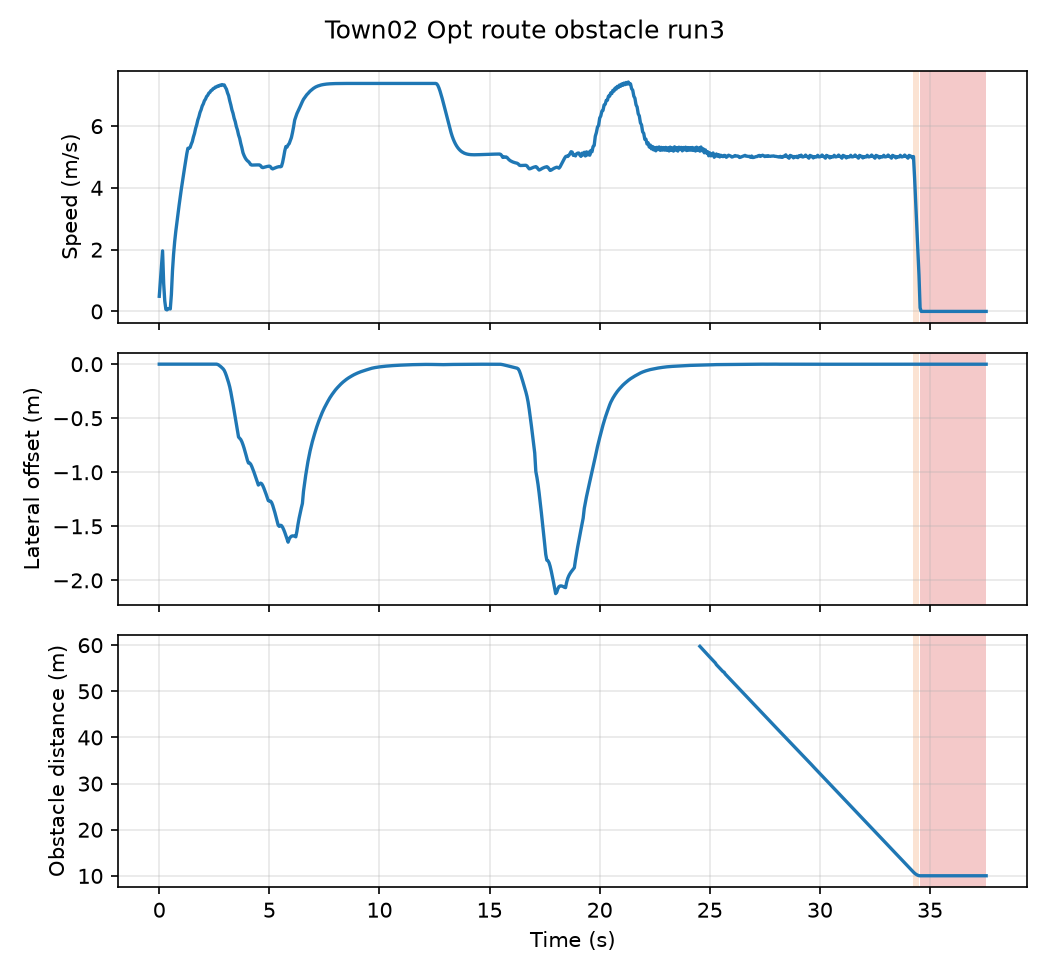 Town02 Opt route obstacle run3
Speed (m/s)
6
4
2
0
Lateral offset (m)
0.0
−0.5
−1.0
−1.5
−2.0
Obstacle distance (m)
60
50
40
30
20
10
0 5 10 15 20 25 30 35
Time (s)